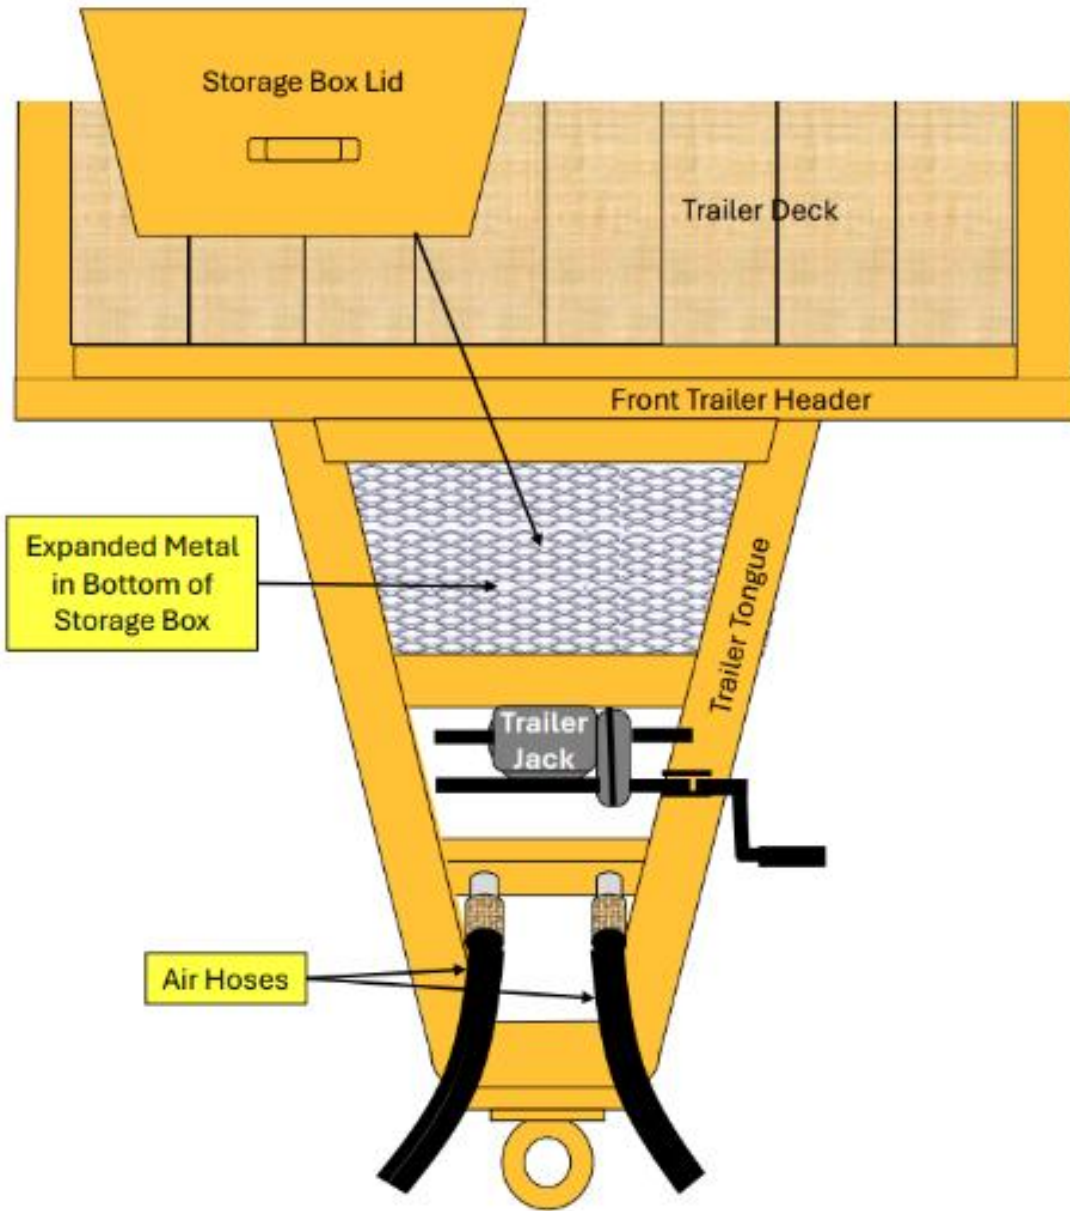 Storage Box Lid
Trailer Deck
Front Trailer Header
Expanded Metal
in Bottom of
Storage Box
Trailer Tongue
Trailer
Jack
Air Hoses